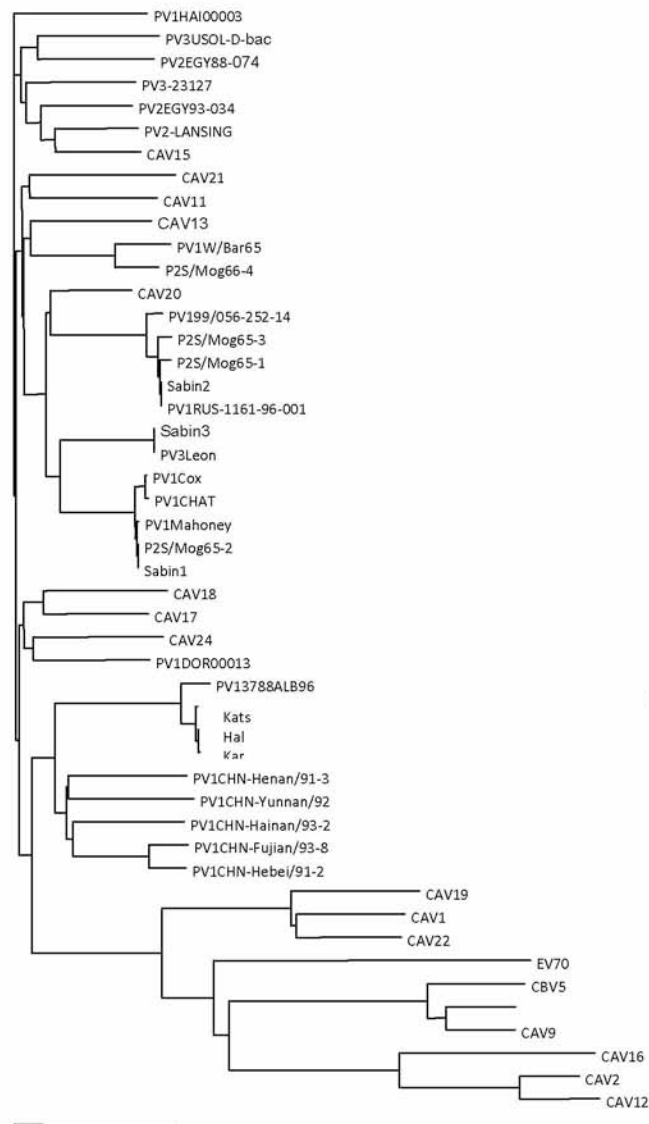 PV1HAI00003
PV3USOL-D-bac
PV2EGY88-074
PV3-23127
PV2EGY93-034
PV2-LANSING
CAV15
CAV21
CAV11
CAV13
PV1W/Bar65
P2S/Mog66-4
CAV20
PV199/056-252-14
P2S/Mog65-3
P2S/Mog65-1
Sabin2
PV1RUS-1161-96-001
Sabin3
PV3Leon
PV1Cox
PV1CHAT
PV1Mahoney
P2S/Mog65-2
Sabin1
CAV18
CAV17
CAV24
PV1DOR00013
PV13788ALB96
Kats
Hal
Kar
PV1CHN-Henan/91-3
PV1CHN-Yunnan/92
PV1CHN-Hainan/93-2
PV1CHN-Fujian/93-8
PV1CHN-Hebei/91-2
CAV19
CAV1
CAV22
EV70
CBV5
CAV9
CAV16
CAV2
CAV12